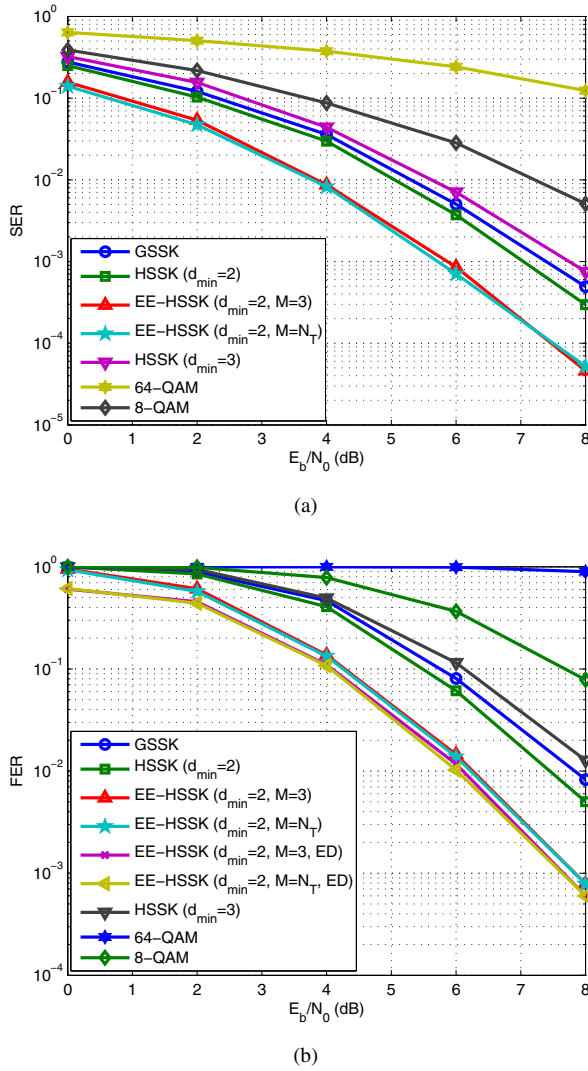 10^0
10^-1
10^-2
10^-3
10^-4
10^-5
SER
GSSK
HSSK (d_min=2)
EE-HSSK (d_min=2, M=3)
EE-HSSK (d_min=2, M=N_T)
HSSK (d_min=3)
64-QAM
8-QAM
0 1 2 3 4 5 6 7 8
E_b/N_0 (dB)
(a)
10^0
10^-1
10^-2
10^-3
10^-4
FER
GSSK
HSSK (d_min=2)
EE-HSSK (d_min=2, M=3)
EE-HSSK (d_min=2, M=N_T)
EE-HSSK (d_min=2, M=3, ED)
EE-HSSK (d_min=2, M=N_T, ED)
HSSK (d_min=3)
64-QAM
8-QAM
0 1 2 3 4 5 6 7 8
E_b/N_0 (dB)
(b)